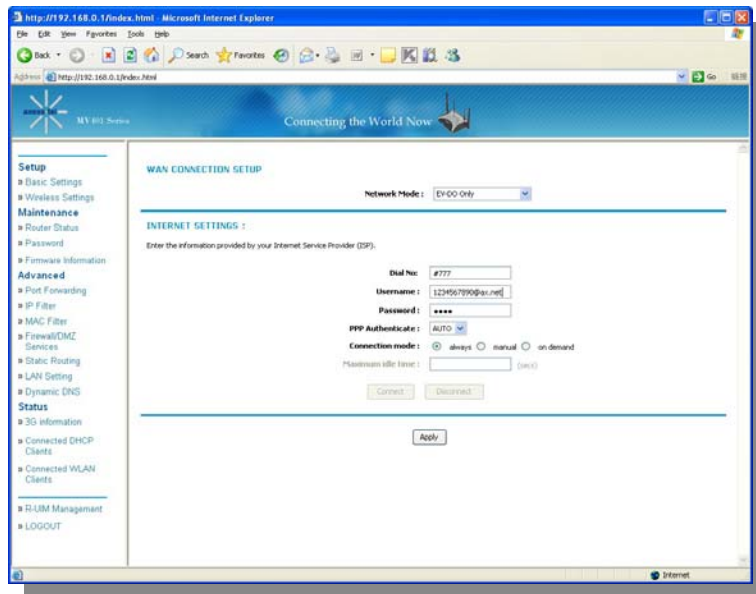 http://192.168.0.1/index.html - Microsoft Internet Explorer
File Edit View Favorites Tools Help
Back Search Favorites
Address http://192.168.0.1/index.html Go
MV 401 Series
Connecting the World Now
Setup
» Basic Settings
» Wireless Settings
Maintenance
» Router Status
» Password
» Firmware Information
Advanced
» Port Forwarding
» IP Filter
» MAC Filter
» Firewall/DMZ
Services
» Static Routing
» LAN Setting
» Dynamic DNS
Status
» 3G information
» Connected DHCP
Clients
» Connected WLAN
Clients
» R-UIM Management
» LOGOUT
WAN CONNECTION SETUP
Network Mode : EV-DO Only
INTERNET SETTINGS :
Enter the information provided by your Internet Service Provider (ISP).
Dial No: #777
Username : 1234567890@ax.net
Password : ••••
PPP Authenticate : AUTO
Connection mode : always manual on demand
Maximum idle time : (secs)
Connect Disconnect
Apply
Internet